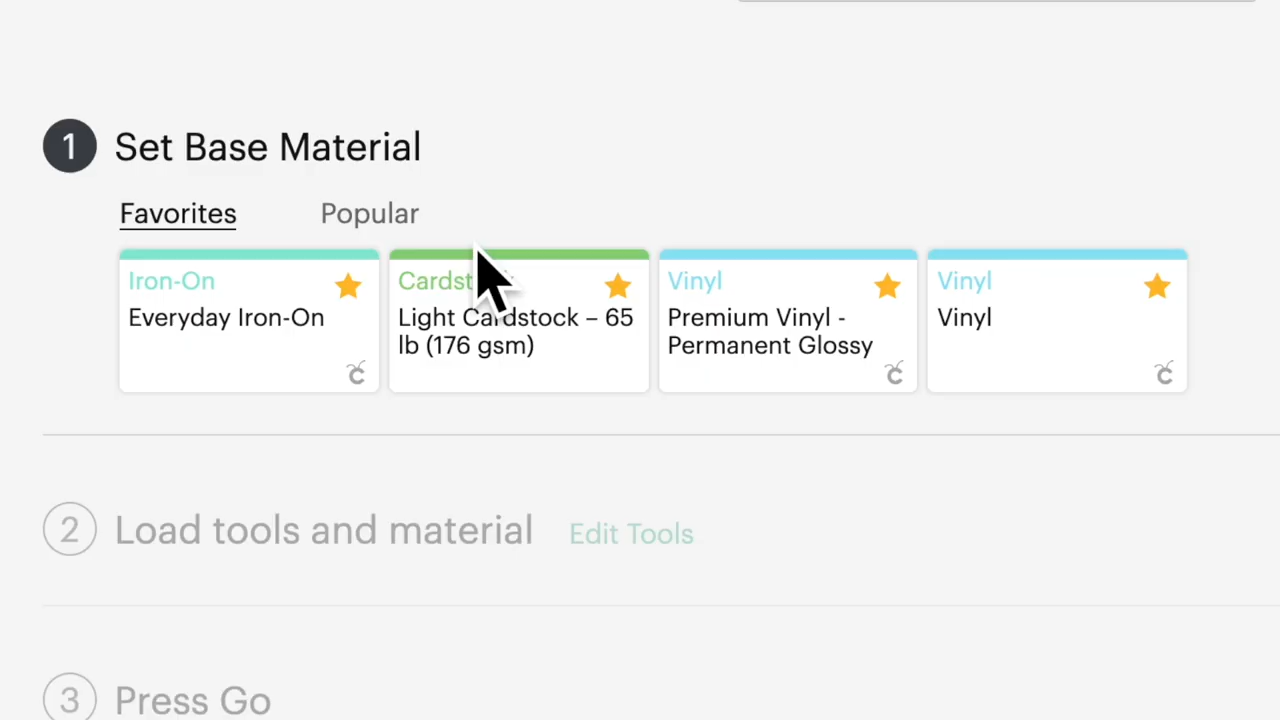 1 Set Base Material
Favorites Popular
Iron-On
Everyday Iron-On
Light Cardstock – 65
lb (176 gsm)
Vinyl
Premium Vinyl -
Permanent Glossy
Vinyl
Vinyl
2 Load tools and material Edit Tools
3 Press Go